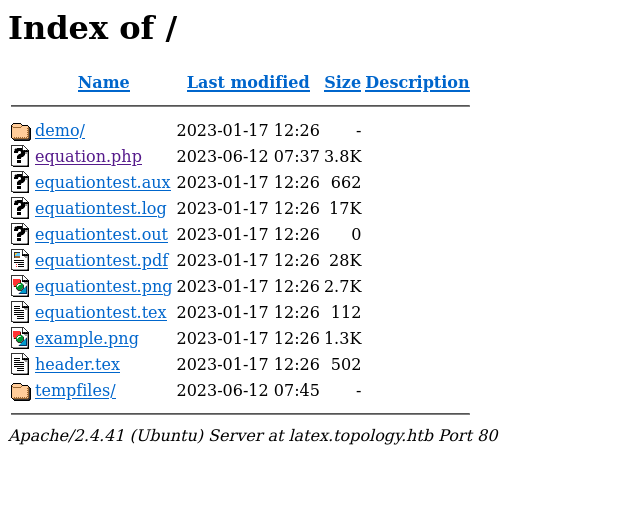 Index of /
Name Last modified Size Description
demo/ 2023-01-17 12:26 -
equation.php 2023-06-12 07:37 3.8K
equationtest.aux 2023-01-17 12:26 662
equationtest.log 2023-01-17 12:26 17K
equationtest.out 2023-01-17 12:26 0
equationtest.pdf 2023-01-17 12:26 28K
equationtest.png 2023-01-17 12:26 2.7K
equationtest.tex 2023-01-17 12:26 112
example.png 2023-01-17 12:26 1.3K
header.tex 2023-01-17 12:26 502
tempfiles/ 2023-06-12 07:45 -
Apache/2.4.41 (Ubuntu) Server at latex.topology.htb Port 80